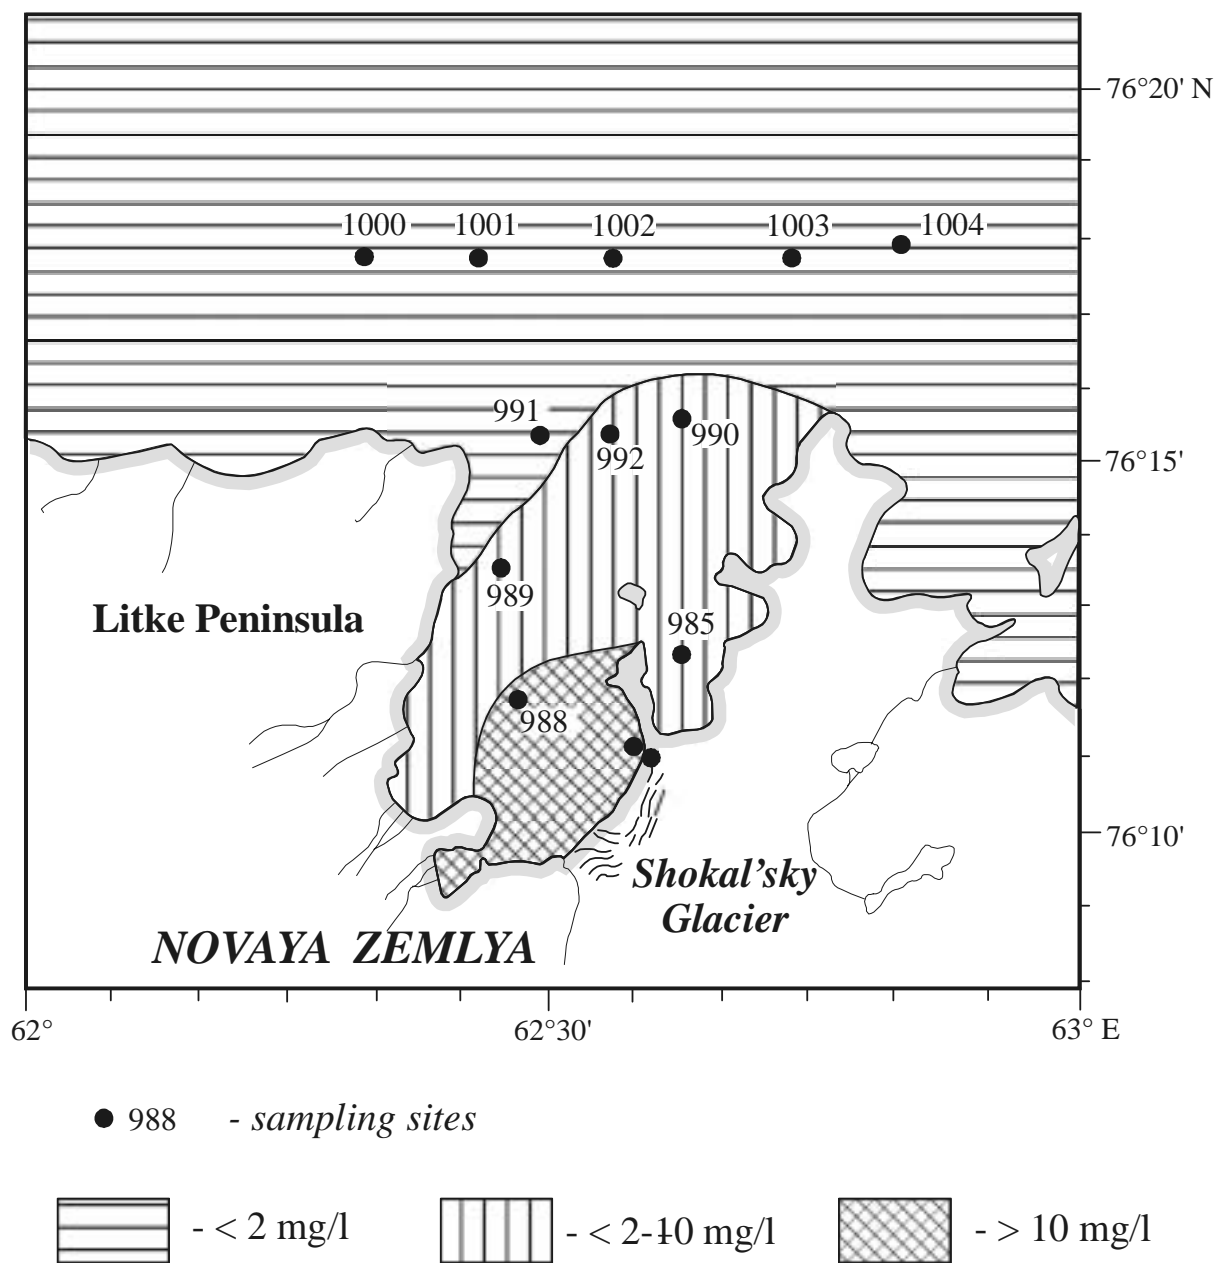 76°20' N
1000 1001 1002 1003 1004
991
990
992
76°15'
989
Litke Peninsula
985
988
76°10'
Shokal'sky
Glacier
NOVAYA ZEMLYA
62° 62°30' 63° E
988 - sampling sites
- < 2 mg/l - < 2-10 mg/l - > 10 mg/l